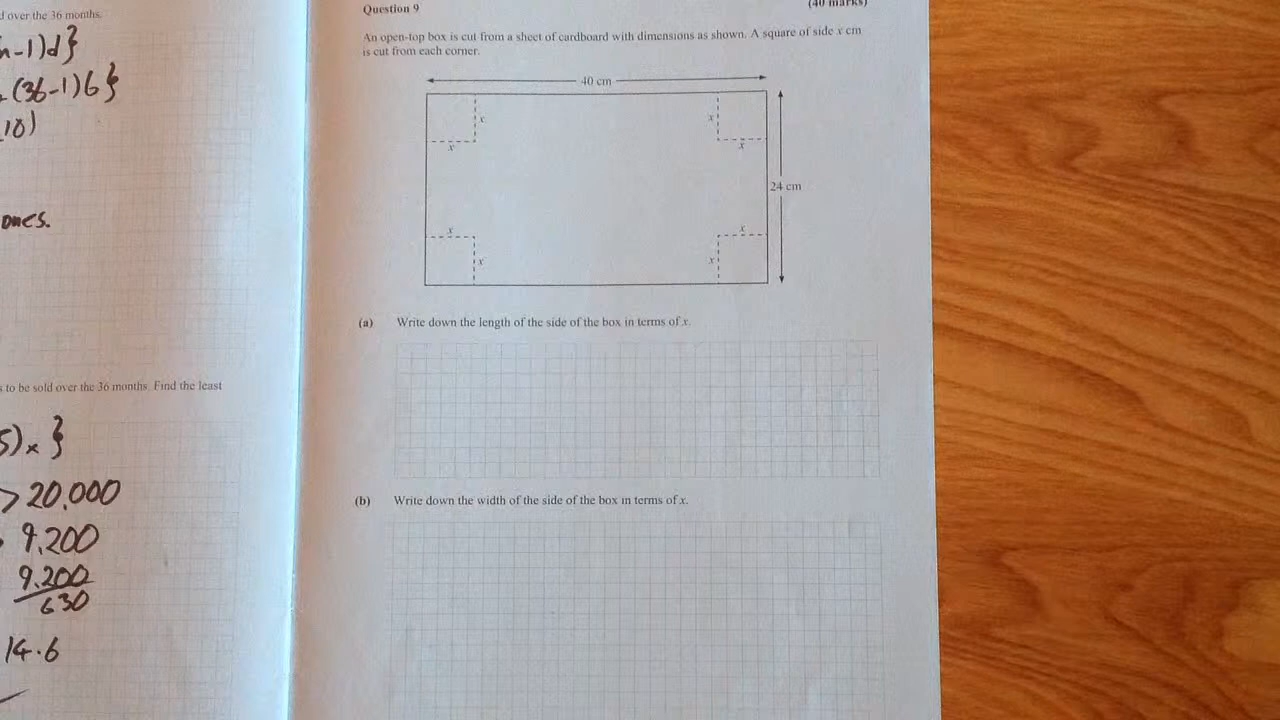 over the 36 months.
n-1)d}
(36-1)6}
18)
ones.
to be sold over the 36 months. Find the least
5)x}
> 20,000
9,200
9,200
630
14.6
Question 9
(40 marks)
An open-top box is cut from a sheet of cardboard with dimensions as shown. A square of side x cm
is cut from each corner.
40 cm
x x
x x
24 cm
x x
x x
(a) Write down the length of the side of the box in terms of x.
(b) Write down the width of the side of the box in terms of x.